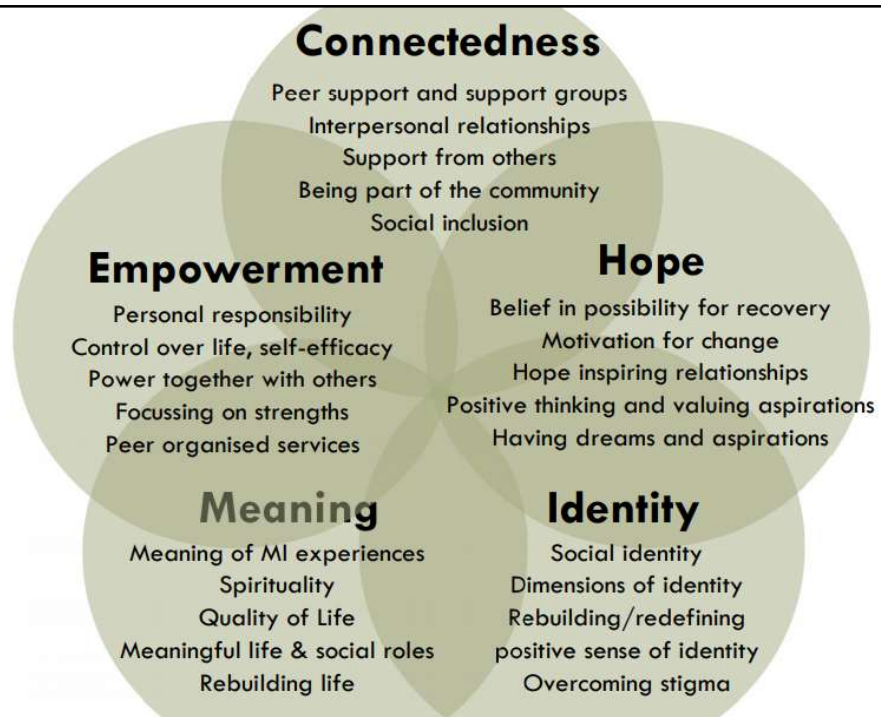 Connectedness
Peer support and support groups
Interpersonal relationships
Support from others
Being part of the community
Social inclusion
Empowerment
Personal responsibility
Control over life, self-efficacy
Power together with others
Focussing on strengths
Peer organised services
Hope
Belief in possibility for recovery
Motivation for change
Hope inspiring relationships
Positive thinking and valuing aspirations
Having dreams and aspirations
Meaning
Meaning of MI experiences
Spirituality
Quality of Life
Meaningful life & social roles
Rebuilding life
Identity
Social identity
Dimensions of identity
Rebuilding/redefining
positive sense of identity
Overcoming stigma